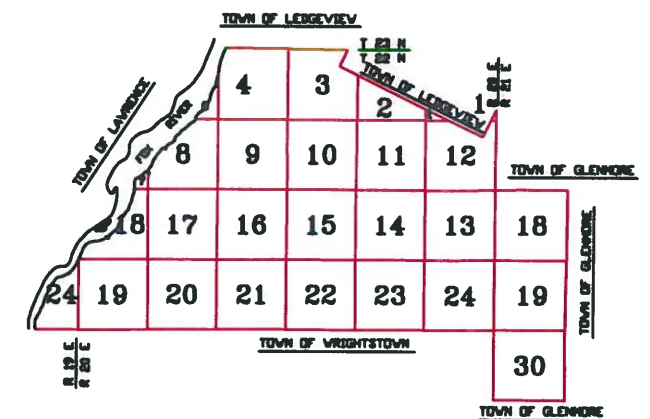 TOWN OF LEDGEVIEW
T 23 N
T 22 N
TOWN OF LEDGEVIEW
R 20 E
R 21 E
TOWN OF LAWRENCE
FOX RIVER
4 3 2 1
8 9 10 11 12
TOWN OF GLENMORE
18 17 16 15 14 13 18
TOWN OF GLENMORE
24 19 20 21 22 23 24 19
R 19 E
R 20 E
TOWN OF WRIGHTSTOWN
30
TOWN OF GLENMORE